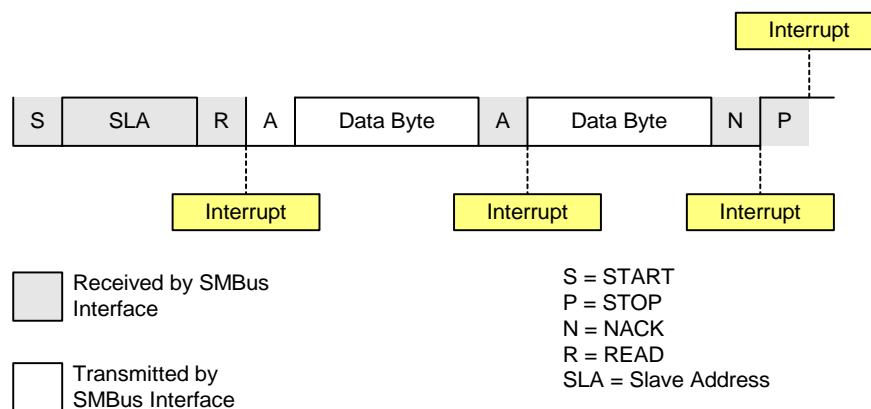 Interrupt
S SLA R A Data Byte A Data Byte N P
Interrupt Interrupt Interrupt
Received by SMBus
Interface
Transmitted by
SMBus Interface
S = START
P = STOP
N = NACK
R = READ
SLA = Slave Address